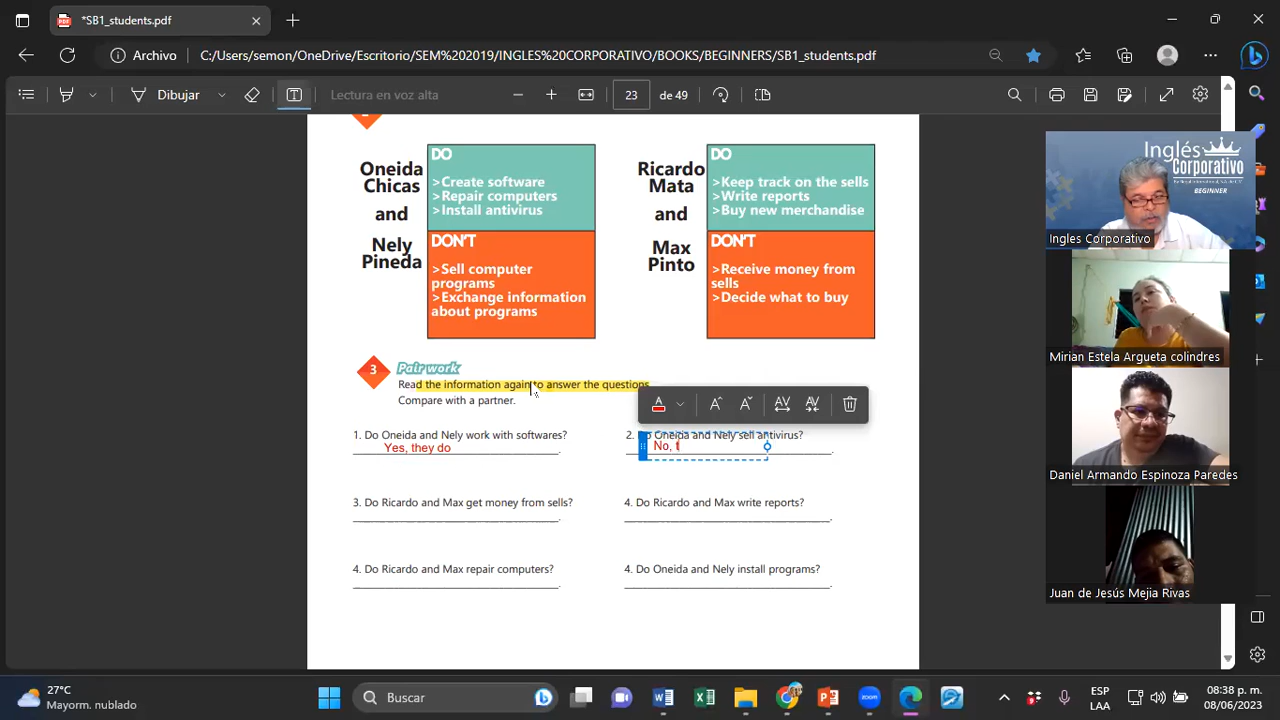 *SB1_students.pdf
Archivo
C:/Users/semon/OneDrive/Escritorio/SEM%202019/INGLES%20CORPORATIVO/BOOKS/BEGINNERS/SB1_students.pdf
Dibujar
Lectura en voz alta
23
de 49
Oneida
Chicas
and
Nely
Pineda
DO
>Create software
>Repair computers
>Install antivirus
DON'T
>Sell computer
programs
>Exchange information
about programs
Ricardo
Mata
and
Max
Pinto
DO
>Keep track on the sells
>Write reports
>Buy new merchandise
DON'T
>Receive money from
sells
>Decide what to buy
3
Pair work
Read the information again to answer the questions
Compare with a partner.
1. Do Oneida and Nely work with softwares?
Yes, they do
2. Do Oneida and Nely sell antivirus?
No, t
3. Do Ricardo and Max get money from sells?
4. Do Ricardo and Max write reports?
4. Do Ricardo and Max repair computers?
4. Do Oneida and Nely install programs?
Inglés
Corporativo
BEGINNER
Ingles Corporativo
Mirian Estela Argueta colindres
Daniel Armando Espinoza Paredes
Juan de Jesús Mejia Rivas
27°C
Mayorm. nublado
Buscar
ESP
LAA
08:38 p. m.
08/06/2023